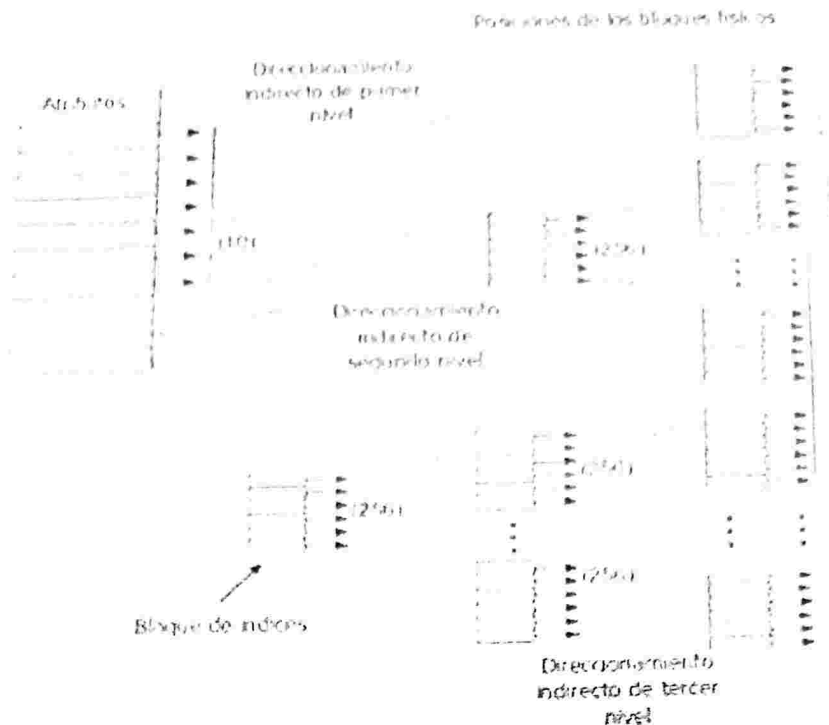 Posiciones de los bloques físicos
Direccionamiento
indirecto de primer
nivel
Atributos
(10)
(256)
Direccionamiento
indirecto de
segundo nivel
(256)
(256)
(256)
Bloque de índices
Direccionamiento
indirecto de tercer
nivel